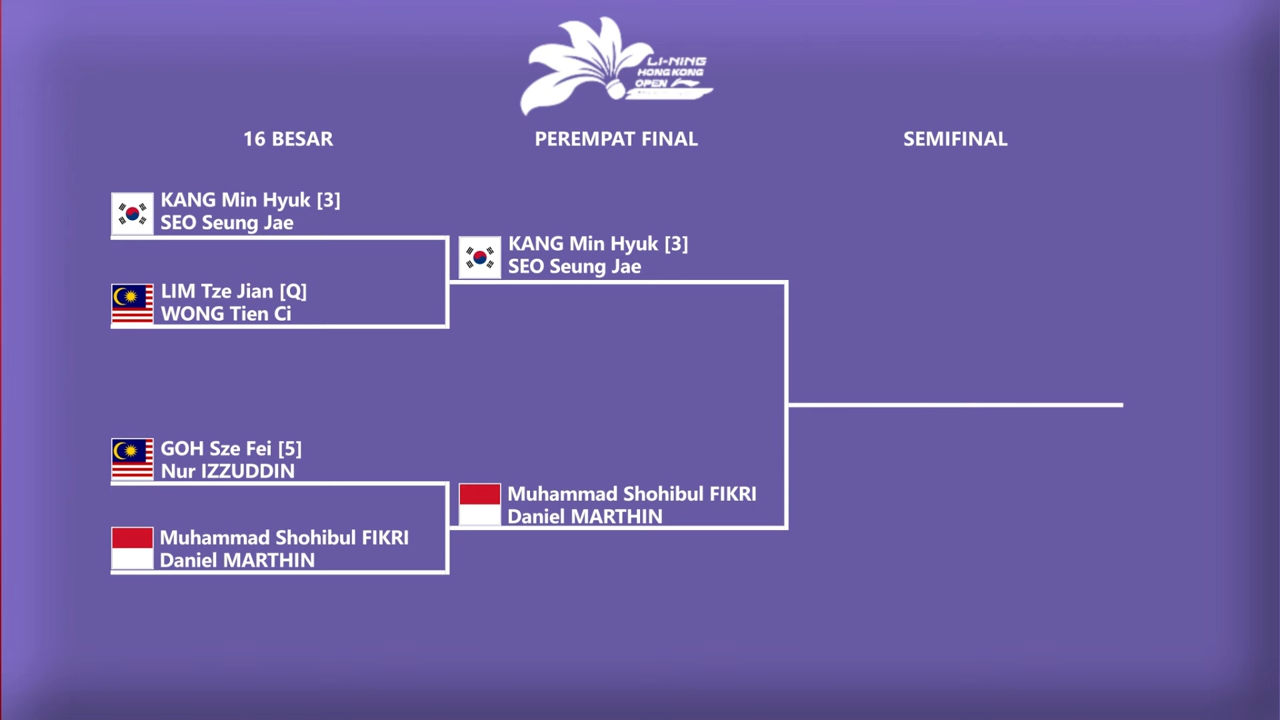 LI-NING
HONG KONG
OPEN
16 BESAR
PEREMPAT FINAL
SEMIFINAL
KANG Min Hyuk [3]
SEO Seung Jae
LIM Tze Jian [Q]
WONG Tien Ci
KANG Min Hyuk [3]
SEO Seung Jae
GOH Sze Fei [5]
Nur IZZUDDIN
Muhammad Shohibul FIKRI
Daniel MARTHIN
Muhammad Shohibul FIKRI
Daniel MARTHIN